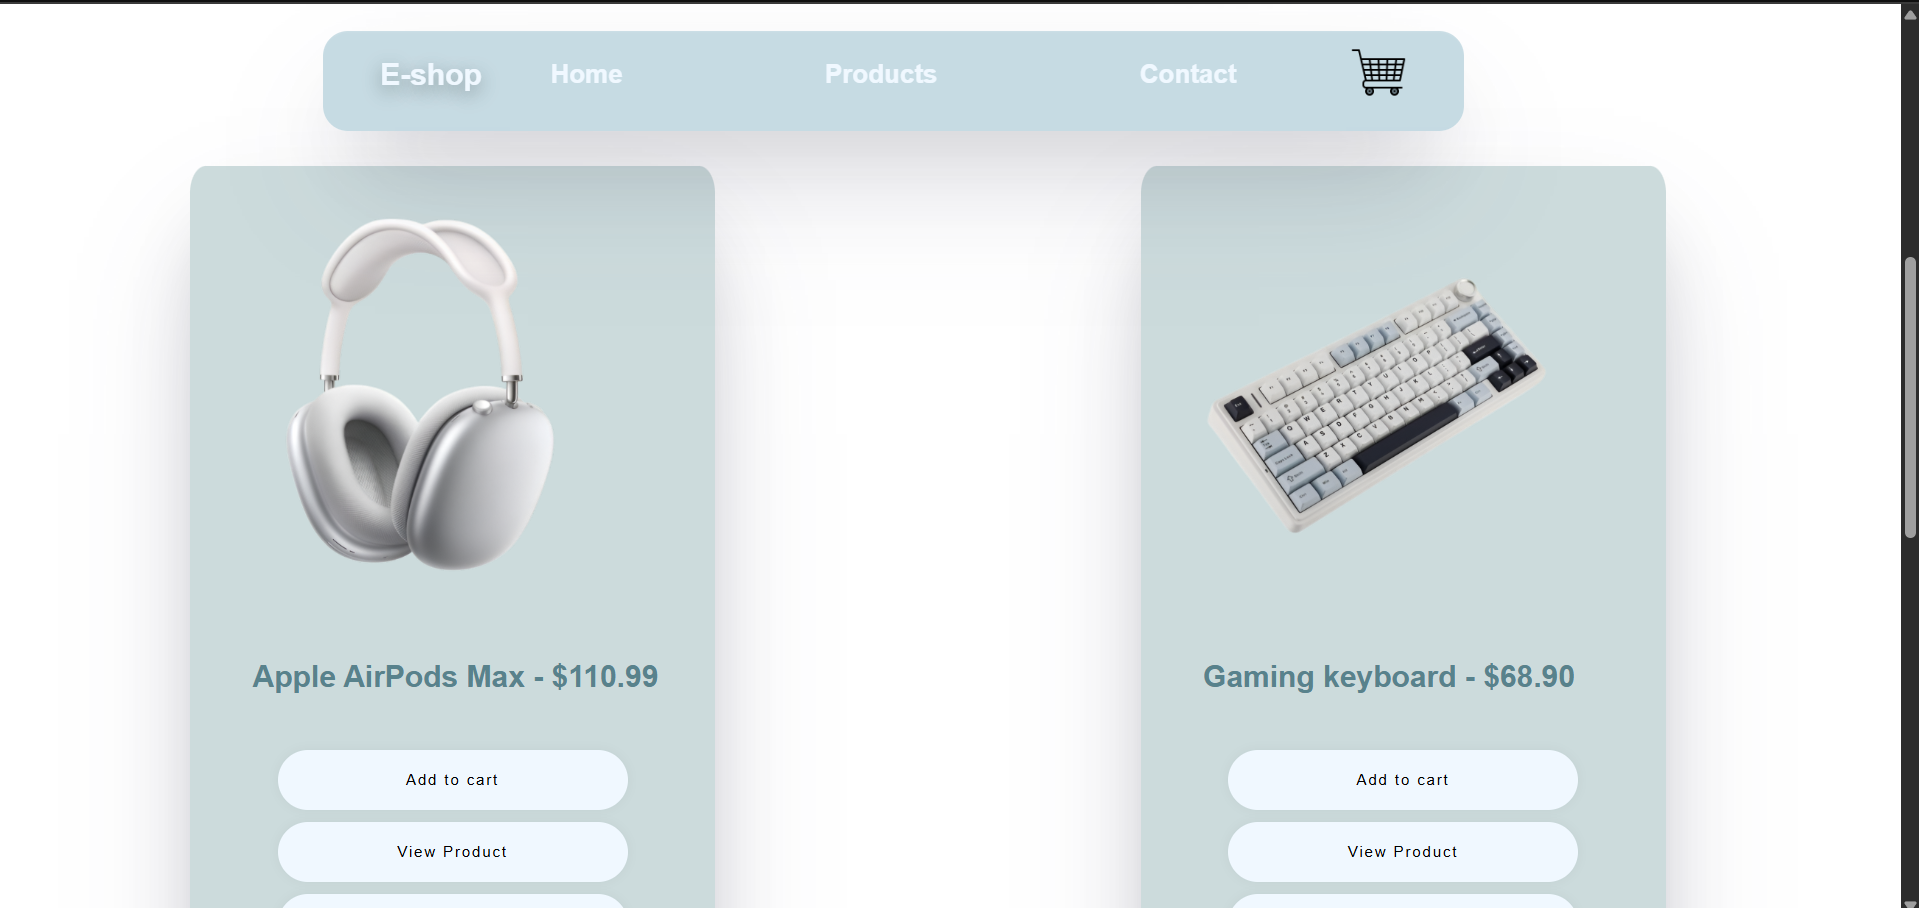 E-shop Home Products Contact
Apple AirPods Max - $110.99
Gaming keyboard - $68.90
Add to cart
Add to cart
View Product
View Product